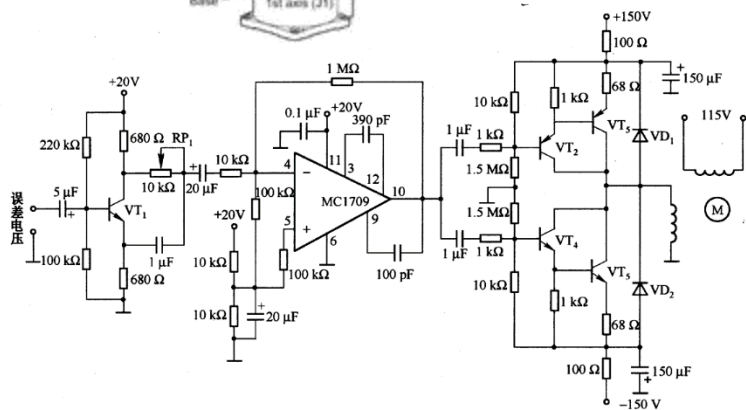 Base
1st axis (J1)
+20V
220 kΩ
680 Ω
RP1
10 kΩ
5 μF
+
误差电压
VT1
100 kΩ
680 Ω
1 μF
+
20 μF
10 kΩ
1 MΩ
0.1 μF
+20V
390 pF
4
−
11
3
12
10
MC1709
5
+
6
9
100 kΩ
+20V
10 kΩ
10 kΩ
100 kΩ
+
20 μF
100 pF
1 μF
1 kΩ
1 μF
1 kΩ
+150V
100 Ω
+
150 μF
10 kΩ
1 kΩ
68 Ω
VT5
VD1
VT2
1.5 MΩ
1.5 MΩ
115V
M
VT4
VT5
VD2
10 kΩ
1 kΩ
68 Ω
100 Ω
150 μF
+
−150 V